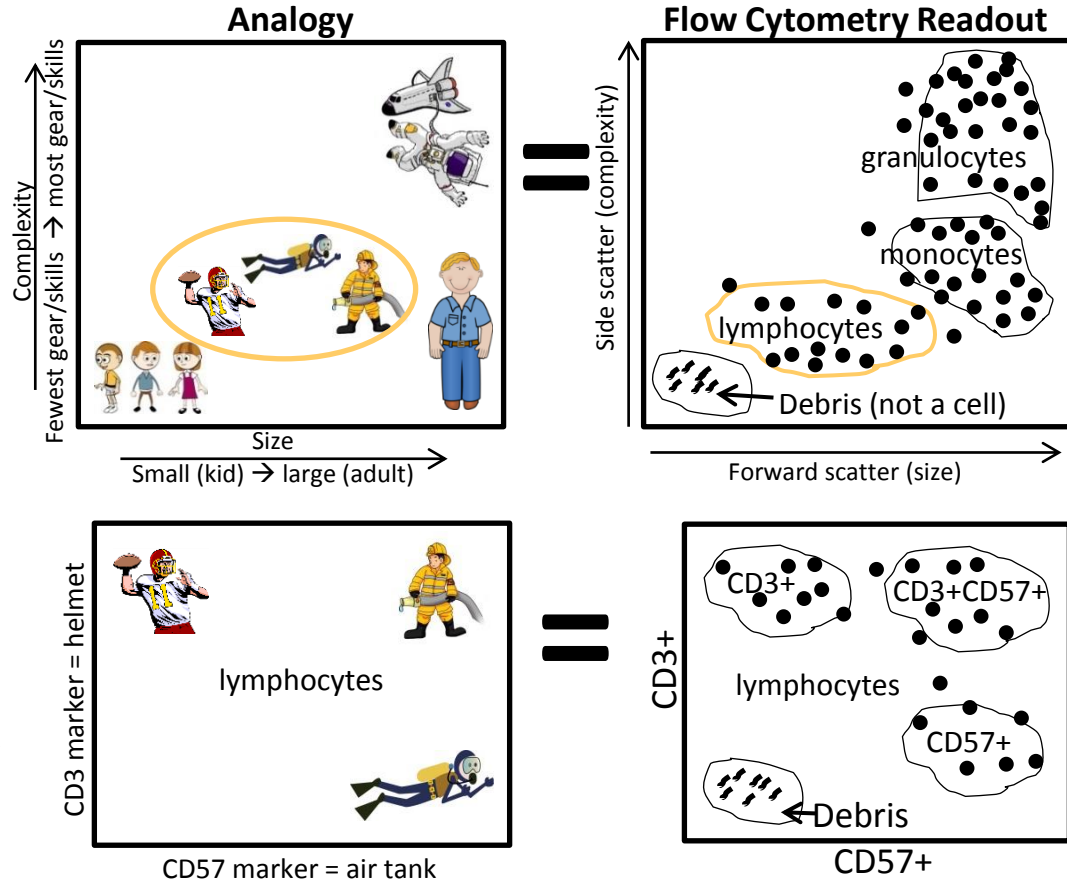 Analogy
Flow Cytometry Readout
Complexity
Fewest gear/skills → most gear/skills
11
Size
Small (kid) → large (adult)
Side scatter (complexity)
granulocytes
monocytes
lymphocytes
Debris (not a cell)
Forward scatter (size)
CD3 marker = helmet
11
lymphocytes
CD57 marker = air tank
CD3+
CD3+
CD3+CD57+
lymphocytes
CD57+
Debris
CD57+